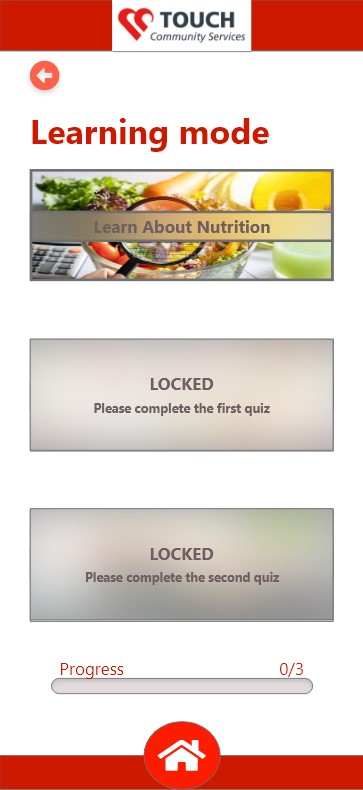 TOUCH
Community Services
Learning mode
Learn About Nutrition
LOCKED
Please complete the first quiz
LOCKED
Please complete the second quiz
Progress 0/3